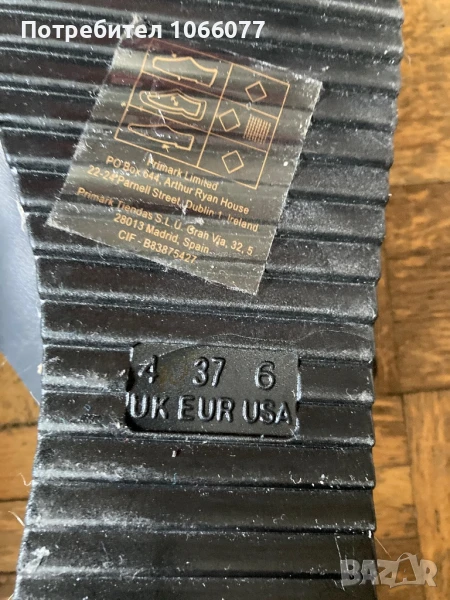 Потребител 1066077
Primark Limited
PO Box 644, Arthur Ryan House
22-24 Parnell Street, Dublin 1, Ireland
Primark Tiendas S.L.U. Gran Via, 32, 5
28013 Madrid, Spain
CIF - B83875427
4 37 6
UK EUR USA
BAZAR